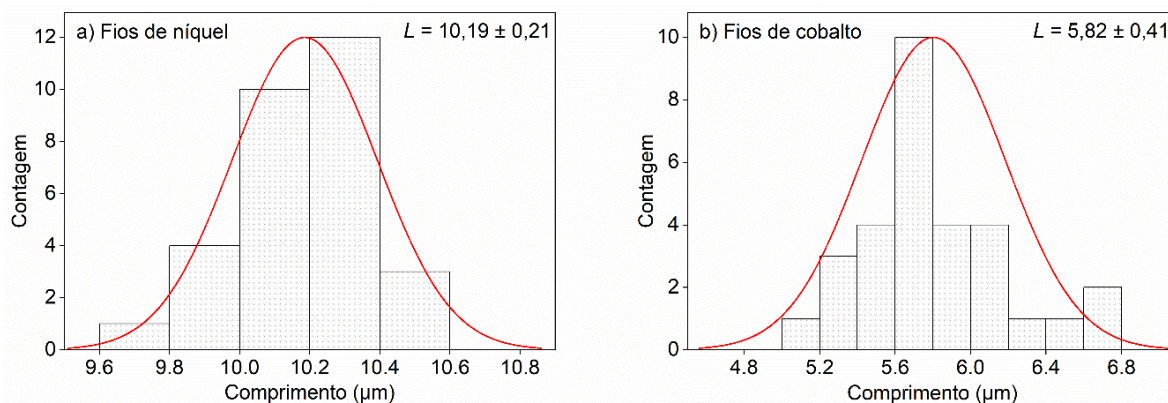 a) Fios de níquel
L = 10,19 ± 0,21
12
10
8
6
4
2
0
Contagem
9.6 9.8 10.0 10.2 10.4 10.6 10.8
Comprimento (µm)
b) Fios de cobalto
L = 5,82 ± 0,41
10
8
6
4
2
0
Contagem
4.8 5.2 5.6 6.0 6.4 6.8
Comprimento (µm)